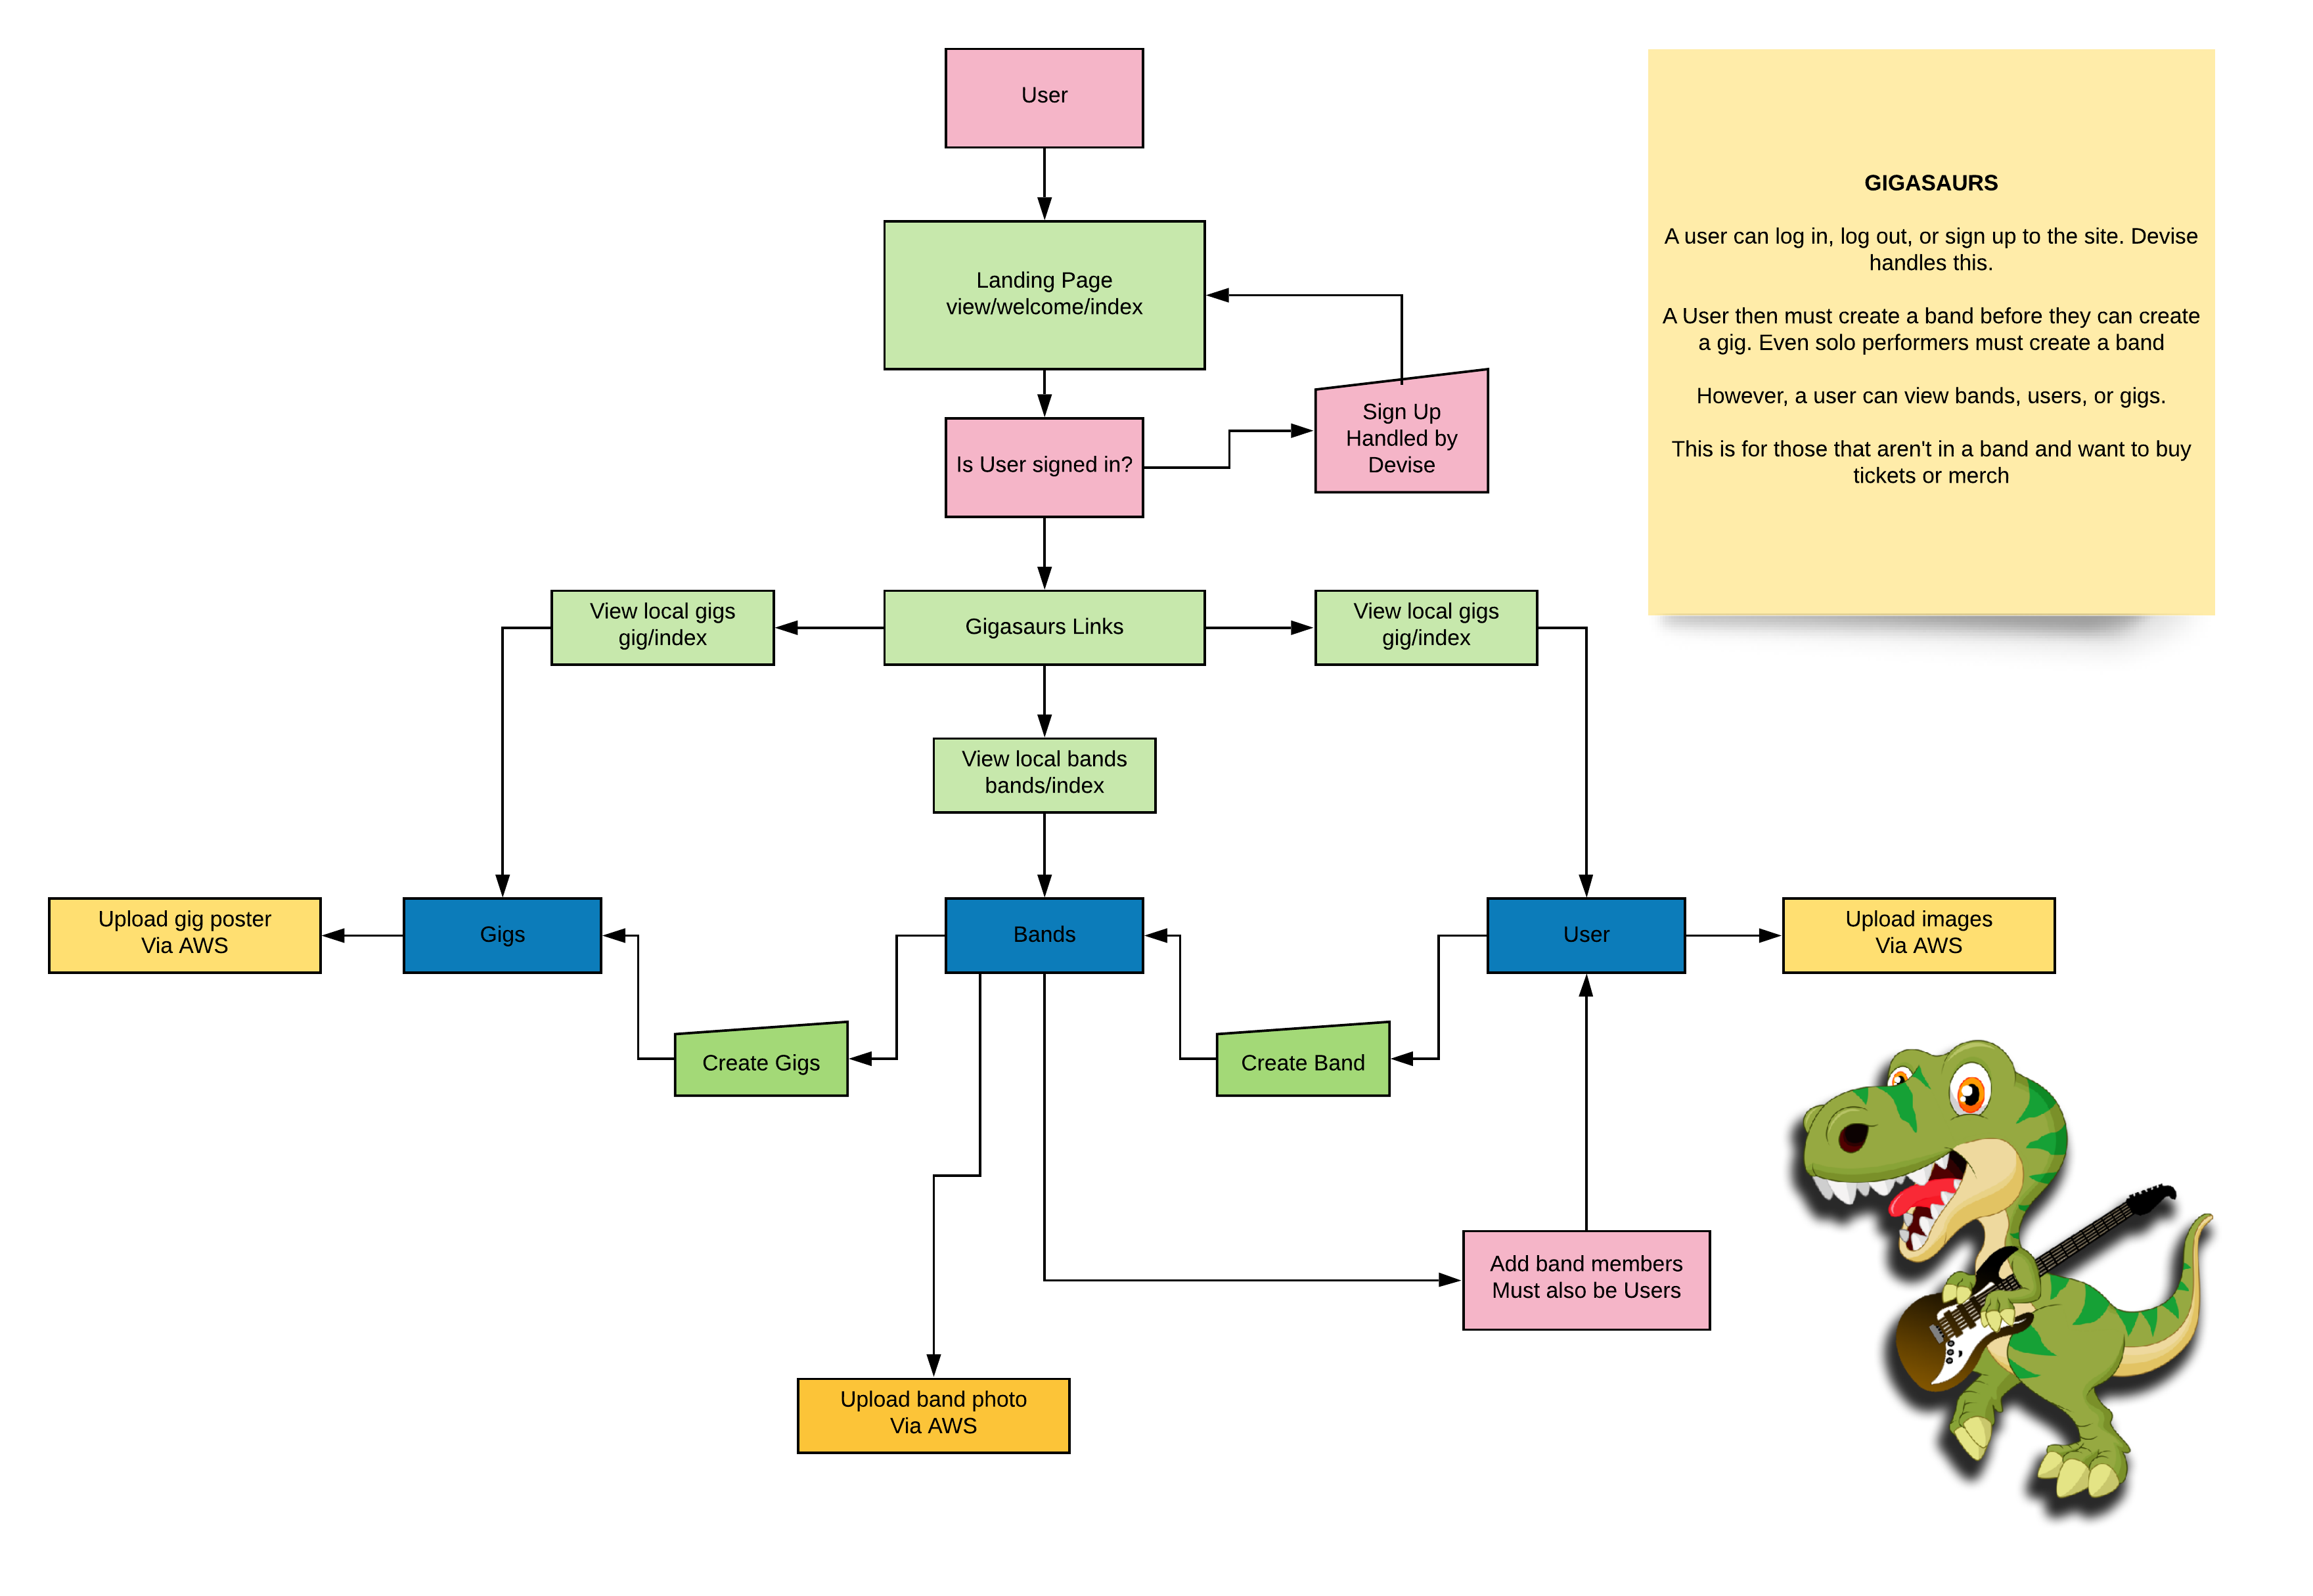 User
GIGASAURS
A user can log in, log out, or sign up to the site. Devise
handles this.
A User then must create a band before they can create
a gig. Even solo performers must create a band
However, a user can view bands, users, or gigs.
This is for those that aren't in a band and want to buy
tickets or merch
Landing Page
view/welcome/index
Is User signed in?
Sign Up
Handled by
Devise
View local gigs
gig/index
Gigasaurs Links
View local gigs
gig/index
View local bands
bands/index
Upload gig poster
Via AWS
Gigs
Bands
User
Upload images
Via AWS
Create Gigs
Create Band
Add band members
Must also be Users
Upload band photo
Via AWS